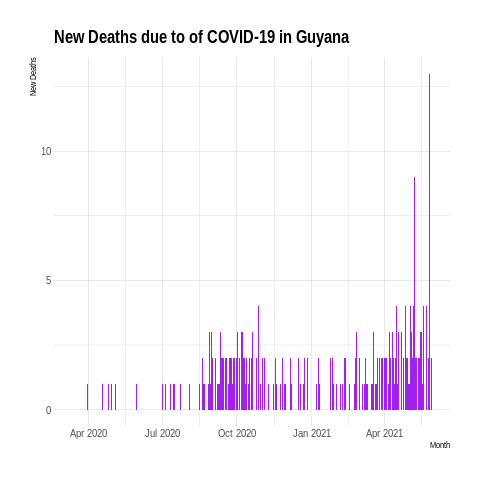 New Deaths due to of COVID-19 in Guyana
New Deaths
10
5
0
Apr 2020
Jul 2020
Oct 2020
Jan 2021
Apr 2021
Month